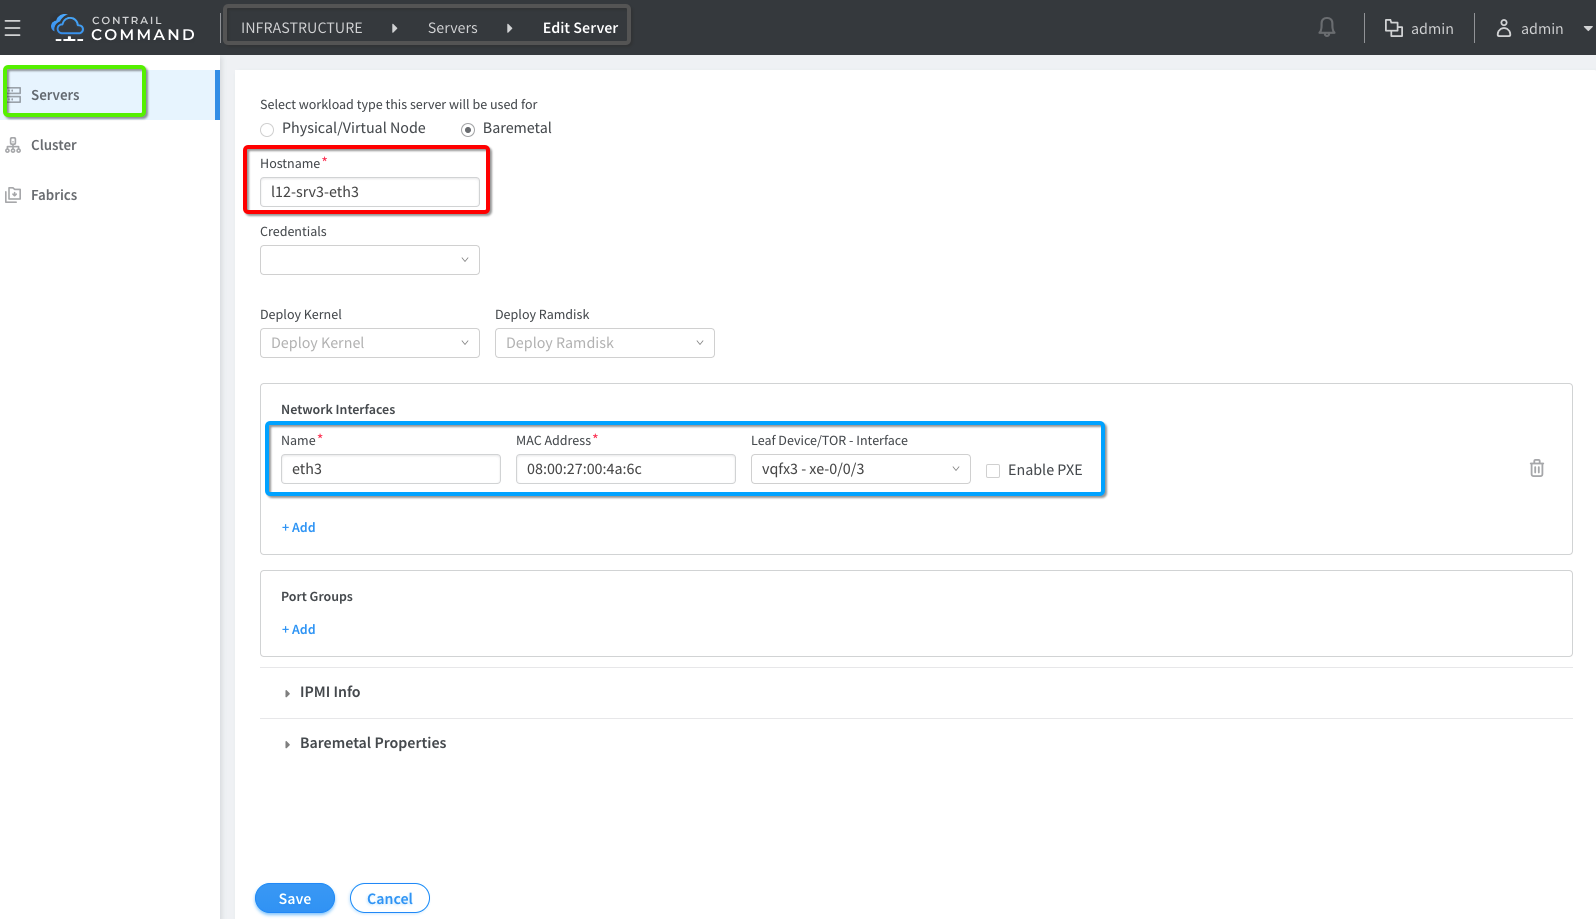 CONTRAIL
COMMAND
INFRASTRUCTURE Servers Edit Server
admin admin
Servers
Cluster
Fabrics
Select workload type this server will be used for
Physical/Virtual Node Baremetal
Hostname*
l12-srv3-eth3
Credentials
Deploy Kernel Deploy Ramdisk
Deploy Kernel Deploy Ramdisk
Network Interfaces
Name* MAC Address* Leaf Device/TOR - Interface
eth3 08:00:27:00:4a:6c vqfx3 - xe-0/0/3 Enable PXE
+ Add
Port Groups
+ Add
IPMI Info
Baremetal Properties
Save Cancel